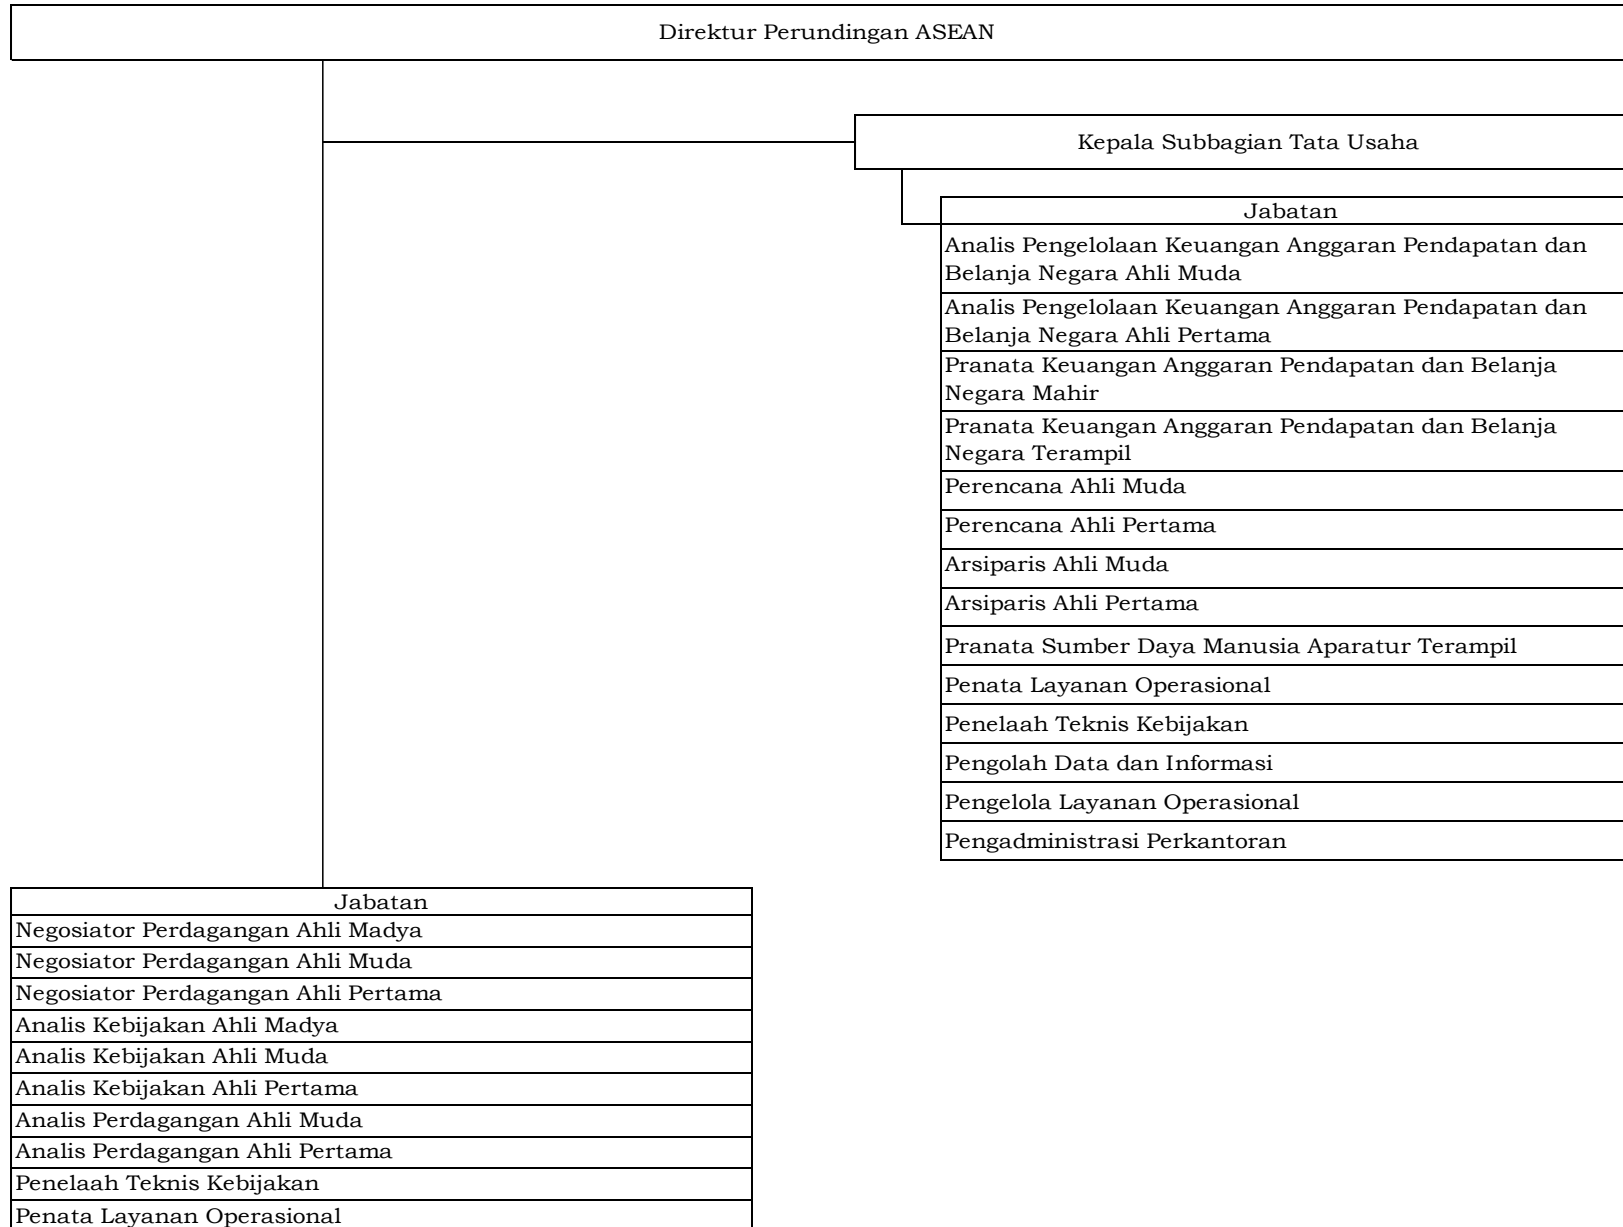 Direktur Perundingan ASEAN
Kepala Subbagian Tata Usaha
Jabatan
Analis Pengelolaan Keuangan Anggaran Pendapatan dan
Belanja Negara Ahli Muda
Analis Pengelolaan Keuangan Anggaran Pendapatan dan
Belanja Negara Ahli Pertama
Pranata Keuangan Anggaran Pendapatan dan Belanja
Negara Mahir
Pranata Keuangan Anggaran Pendapatan dan Belanja
Negara Terampil
Perencana Ahli Muda
Perencana Ahli Pertama
Arsiparis Ahli Muda
Arsiparis Ahli Pertama
Pranata Sumber Daya Manusia Aparatur Terampil
Penata Layanan Operasional
Penelaah Teknis Kebijakan
Pengolah Data dan Informasi
Pengelola Layanan Operasional
Pengadministrasi Perkantoran
Jabatan
Negosiator Perdagangan Ahli Madya
Negosiator Perdagangan Ahli Muda
Negosiator Perdagangan Ahli Pertama
Analis Kebijakan Ahli Madya
Analis Kebijakan Ahli Muda
Analis Kebijakan Ahli Pertama
Analis Perdagangan Ahli Muda
Analis Perdagangan Ahli Pertama
Penelaah Teknis Kebijakan
Penata Layanan Operasional